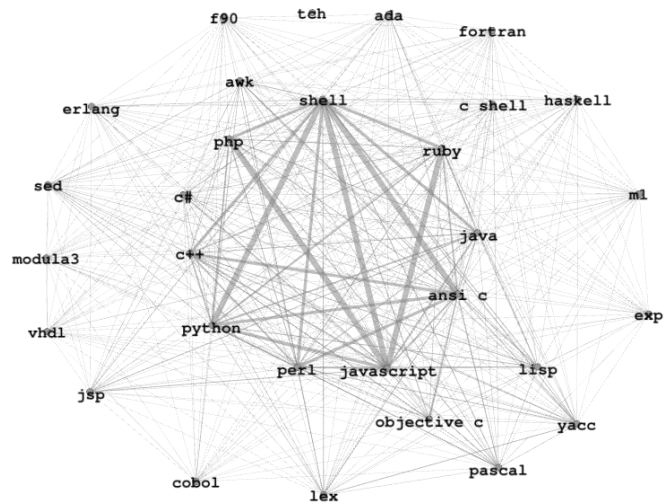 f90
teh
ada
fortran
awk
shell
c shell
haskell
erlang
php
ruby
sed
c#
ml
java
c++
modula3
ansi c
exp
vhdl
python
perl
javascript
lisp
jsp
objective c
yacc
pascal
cobol
lex